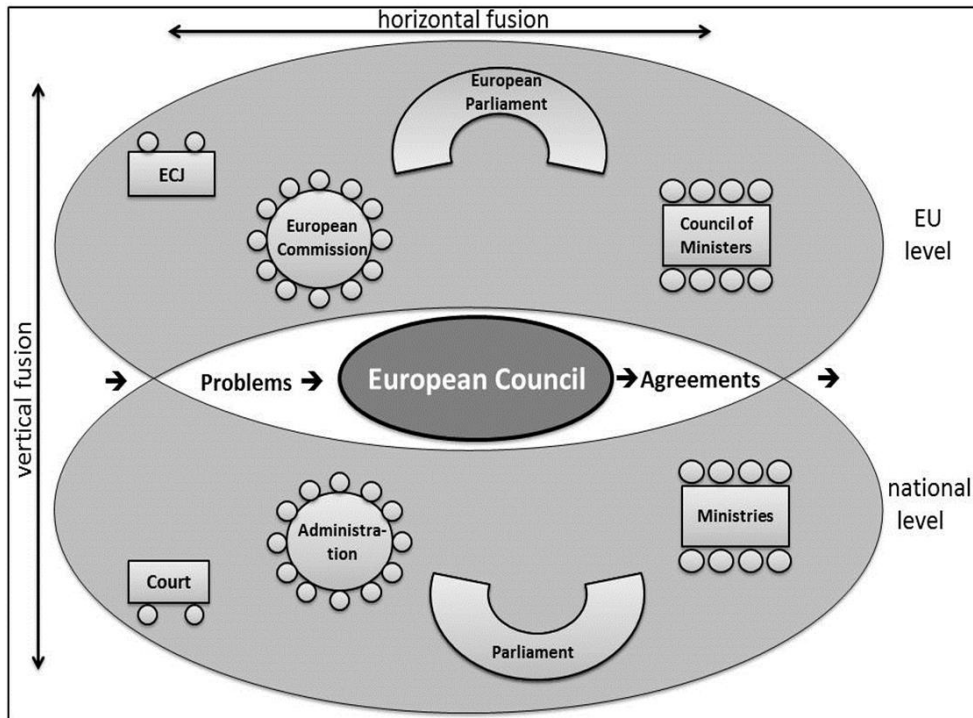 horizontal fusion
European
Parliament
ECJ
European
Commission
Council of
Ministers
EU
level
vertical fusion
Problems
European Council
Agreements
national
level
Administra-
tion
Ministries
Court
Parliament